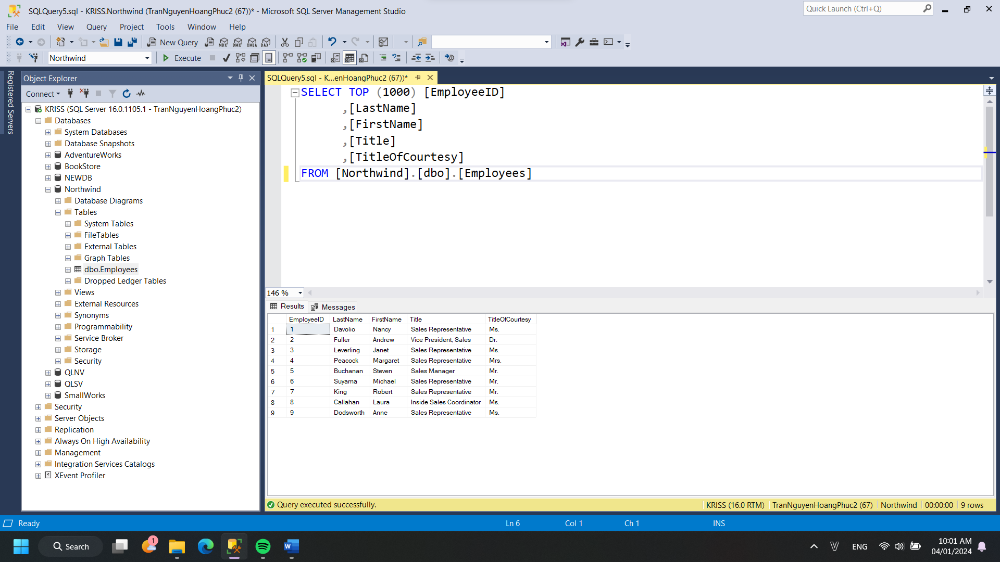 SQLQuery5.sql - KRISS.Northwind (TranNguyenHoangPhuc2 (67))* - Microsoft SQL Server Management Studio
Quick Launch (Ctrl+Q)
File Edit View Query Project Tools Window Help
New Query MDX DMX XMLA DAX
Northwind Execute
Registered Servers
Object Explorer
Connect
KRISS (SQL Server 16.0.1105.1 - TranNguyenHoangPhuc2)
Databases
System Databases
Database Snapshots
AdventureWorks
BookStore
NEWDB
Northwind
Database Diagrams
Tables
System Tables
FileTables
External Tables
Graph Tables
dbo.Employees
Dropped Ledger Tables
Views
External Resources
Synonyms
Programmability
Service Broker
Storage
Security
QLNV
QLSV
SmallWorks
Security
Server Objects
Replication
Always On High Availability
Management
Integration Services Catalogs
XEvent Profiler
SQLQuery5.sql - K...enHoangPhuc2 (67))*
SELECT TOP (1000) [EmployeeID]
,[LastName]
,[FirstName]
,[Title]
,[TitleOfCourtesy]
FROM [Northwind].[dbo].[Employees]
146 %
Results Messages
EmployeeID LastName FirstName Title TitleOfCourtesy
1 1 Davolio Nancy Sales Representative Ms.
2 2 Fuller Andrew Vice President, Sales Dr.
3 3 Leverling Janet Sales Representative Ms.
4 4 Peacock Margaret Sales Representative Mrs.
5 5 Buchanan Steven Sales Manager Mr.
6 6 Suyama Michael Sales Representative Mr.
7 7 King Robert Sales Representative Mr.
8 8 Callahan Laura Inside Sales Coordinator Ms.
9 9 Dodsworth Anne Sales Representative Ms.
Query executed successfully. KRISS (16.0 RTM) TranNguyenHoangPhuc2 (67) Northwind 00:00:00 9 rows
Ready Ln 6 Col 1 Ch 1 INS
Search 1 ENG 10:01 AM
04/01/2024